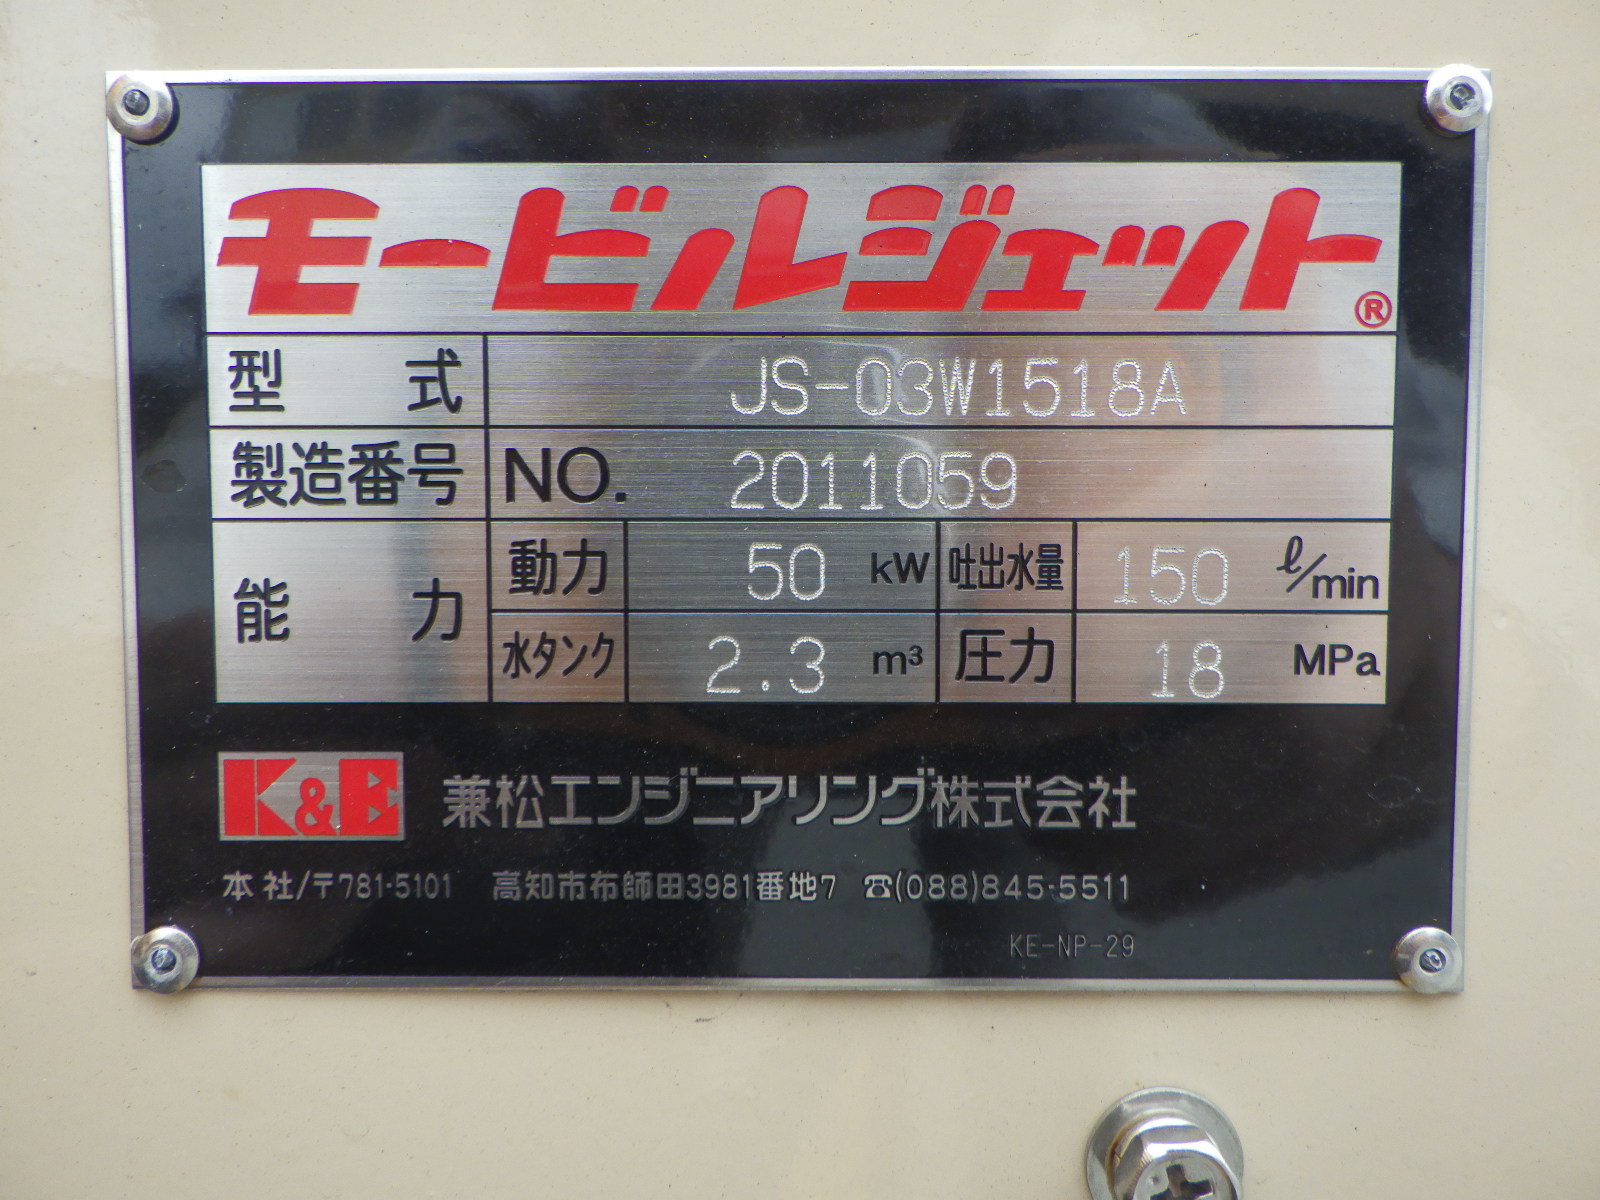 モービルジェット®
型式 JS-03W1518A
製造番号 NO. 2011059
能力 動力 50 kW 吐出水量 150 ℓ/min
水タンク 2.3 m³ 圧力 18 MPa
K&E 兼松エンジニアリング株式会社
本社/〒781-5101 高知市布師田3981番地7 ☎(088)845-5511
KE-NP-29